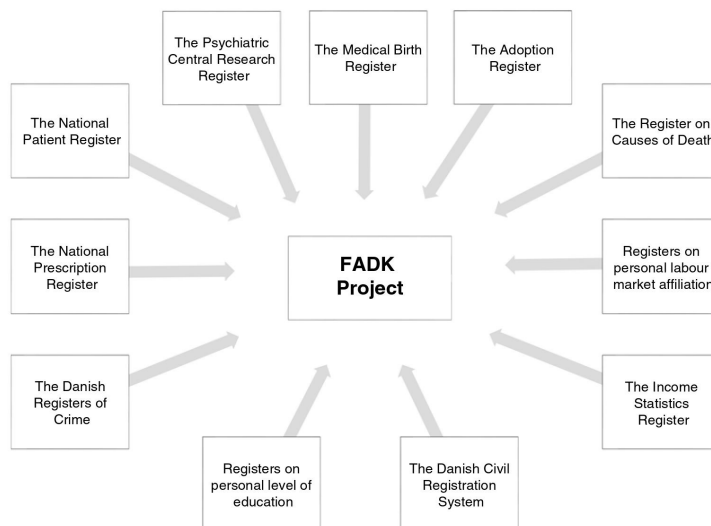 The Psychiatric
Central Research
Register
The Medical Birth
Register
The Adoption
Register
The National
Patient Register
The Register on
Causes of Death
The National
Prescription
Register
FADK
Project
Registers on
personal labour
market affiliation
The Danish
Registers of
Crime
The Income
Statistics
Register
Registers on
personal level of
education
The Danish Civil
Registration
System